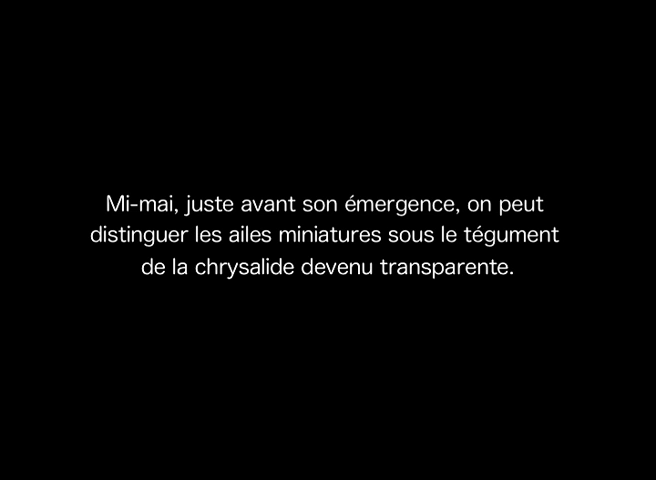 Mi-mai, juste avant son émergence, on peut
distinguer les ailes miniatures sous le tégument
de la chrysalide devenu transparente.